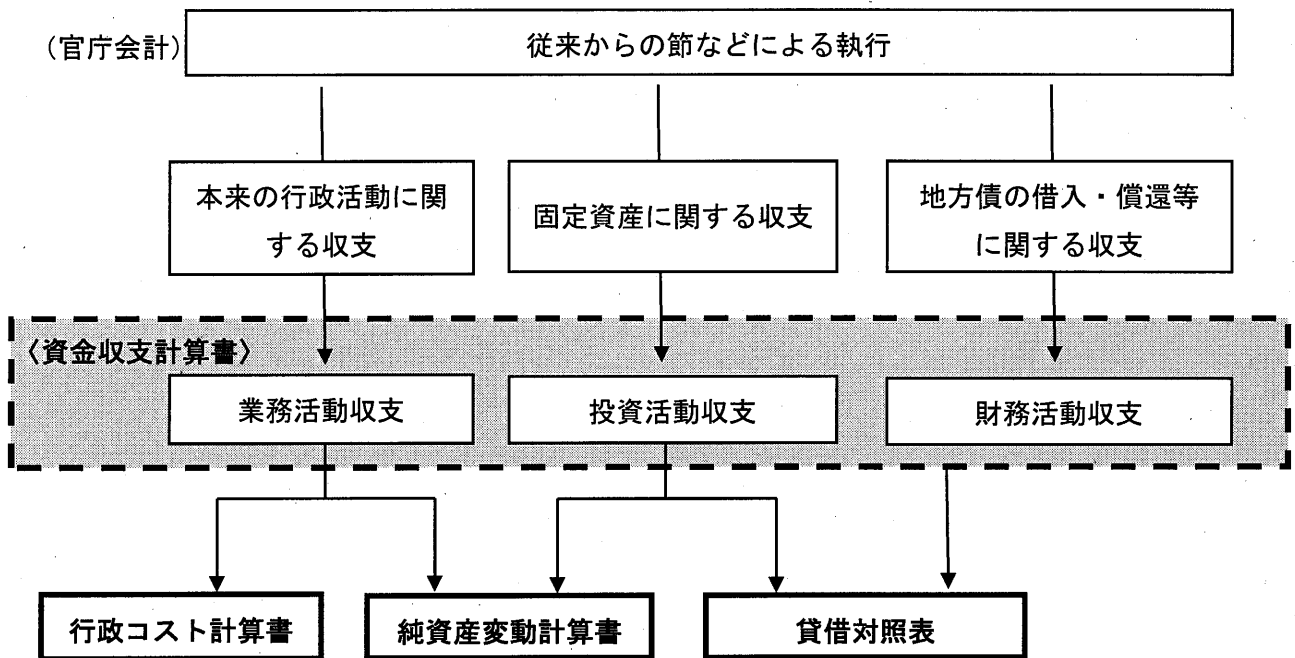 (官庁会計)
従来からの節などによる執行
本来の行政活動に関
する収支
固定資産に関する収支
地方債の借入・償還等
に関する収支
〈資金収支計算書〉
業務活動収支
投資活動収支
財務活動収支
行政コスト計算書
純資産変動計算書
貸借対照表